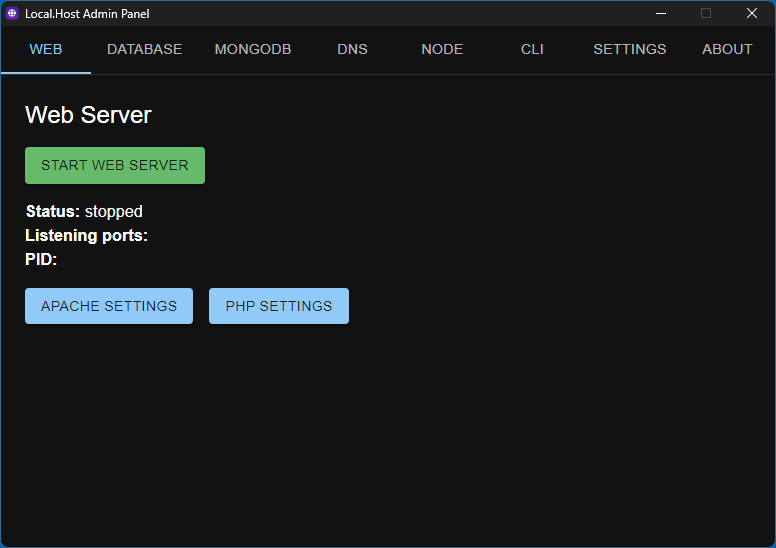 Local.Host Admin Panel
WEB DATABASE MONGODB DNS NODE CLI SETTINGS ABOUT
Web Server
START WEB SERVER
Status: stopped
Listening ports:
PID:
APACHE SETTINGS PHP SETTINGS